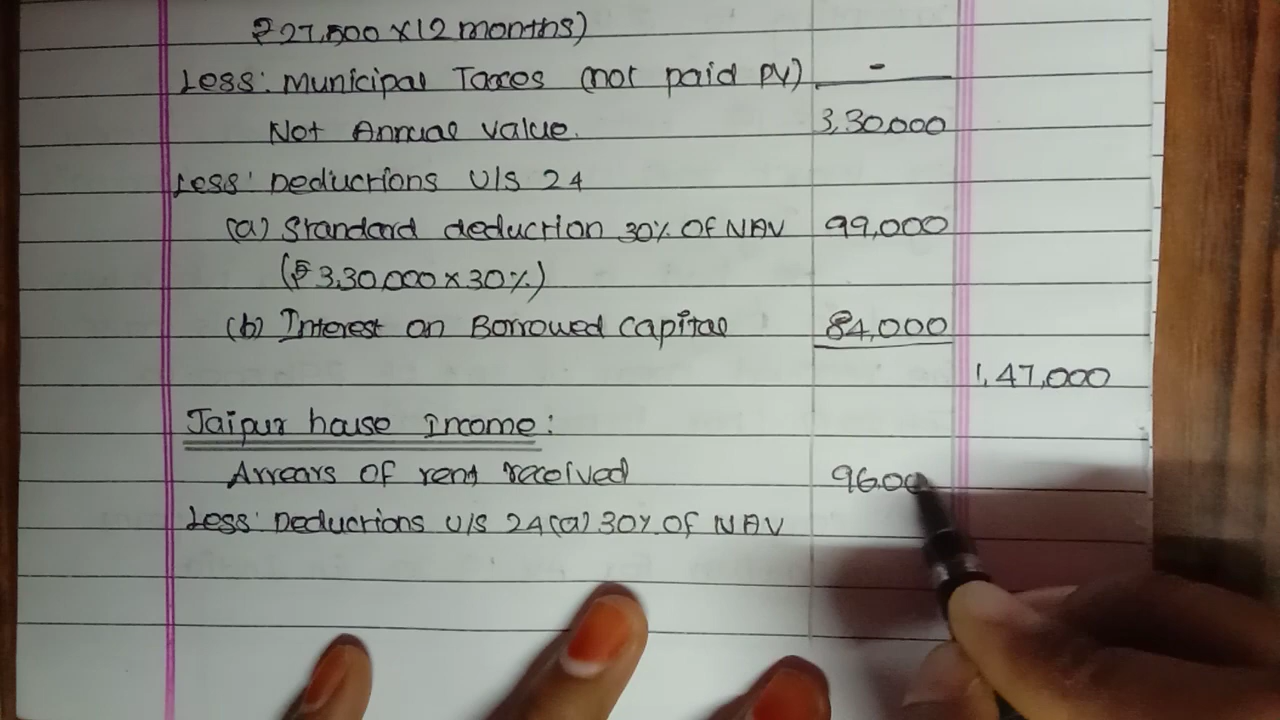 ₹27,500 x 12 months)
Less: Municipal Taxes (not paid PY) -
Not Annual Value. 3,30,000
Less: Deductions U/S 24
(a) Standard deduction 30% of NAV 99,000
(₹3,30,000 x 30%)
(b) Interest on Borrowed Capital 84,000
1,47,000
Jaipur house Income:
Arrears of rent received 9600
Less: Deductions U/S 24(a) 30% of NAV